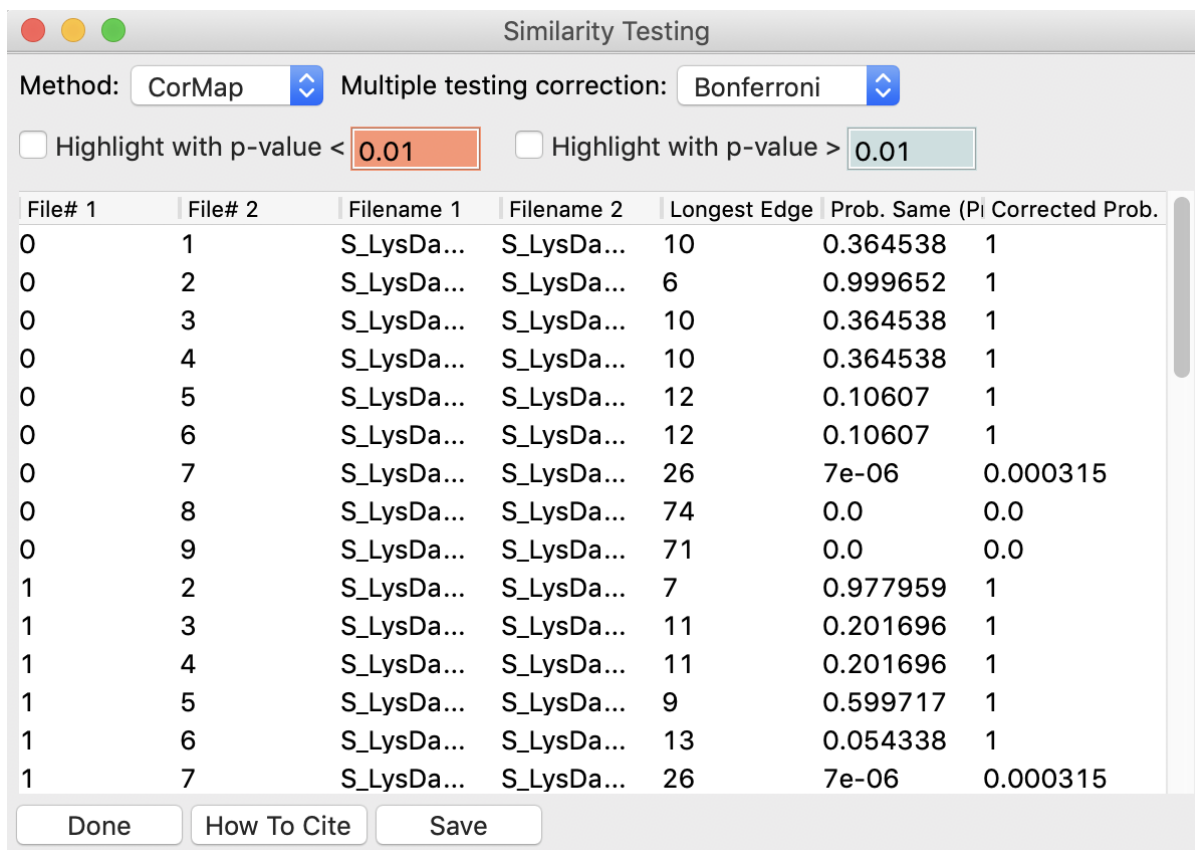 Similarity Testing
Method: CorMap Multiple testing correction: Bonferroni
Highlight with p-value < 0.01 Highlight with p-value > 0.01
File# 1 File# 2 Filename 1 Filename 2 Longest Edge Prob. Same (Pr Corrected Prob.
0 1 S_LysDa... S_LysDa... 10 0.364538 1
0 2 S_LysDa... S_LysDa... 6 0.999652 1
0 3 S_LysDa... S_LysDa... 10 0.364538 1
0 4 S_LysDa... S_LysDa... 10 0.364538 1
0 5 S_LysDa... S_LysDa... 12 0.10607 1
0 6 S_LysDa... S_LysDa... 12 0.10607 1
0 7 S_LysDa... S_LysDa... 26 7e-06 0.000315
0 8 S_LysDa... S_LysDa... 74 0.0 0.0
0 9 S_LysDa... S_LysDa... 71 0.0 0.0
1 2 S_LysDa... S_LysDa... 7 0.977959 1
1 3 S_LysDa... S_LysDa... 11 0.201696 1
1 4 S_LysDa... S_LysDa... 11 0.201696 1
1 5 S_LysDa... S_LysDa... 9 0.599717 1
1 6 S_LysDa... S_LysDa... 13 0.054338 1
1 7 S_LysDa... S_LysDa... 26 7e-06 0.000315
Done How To Cite Save